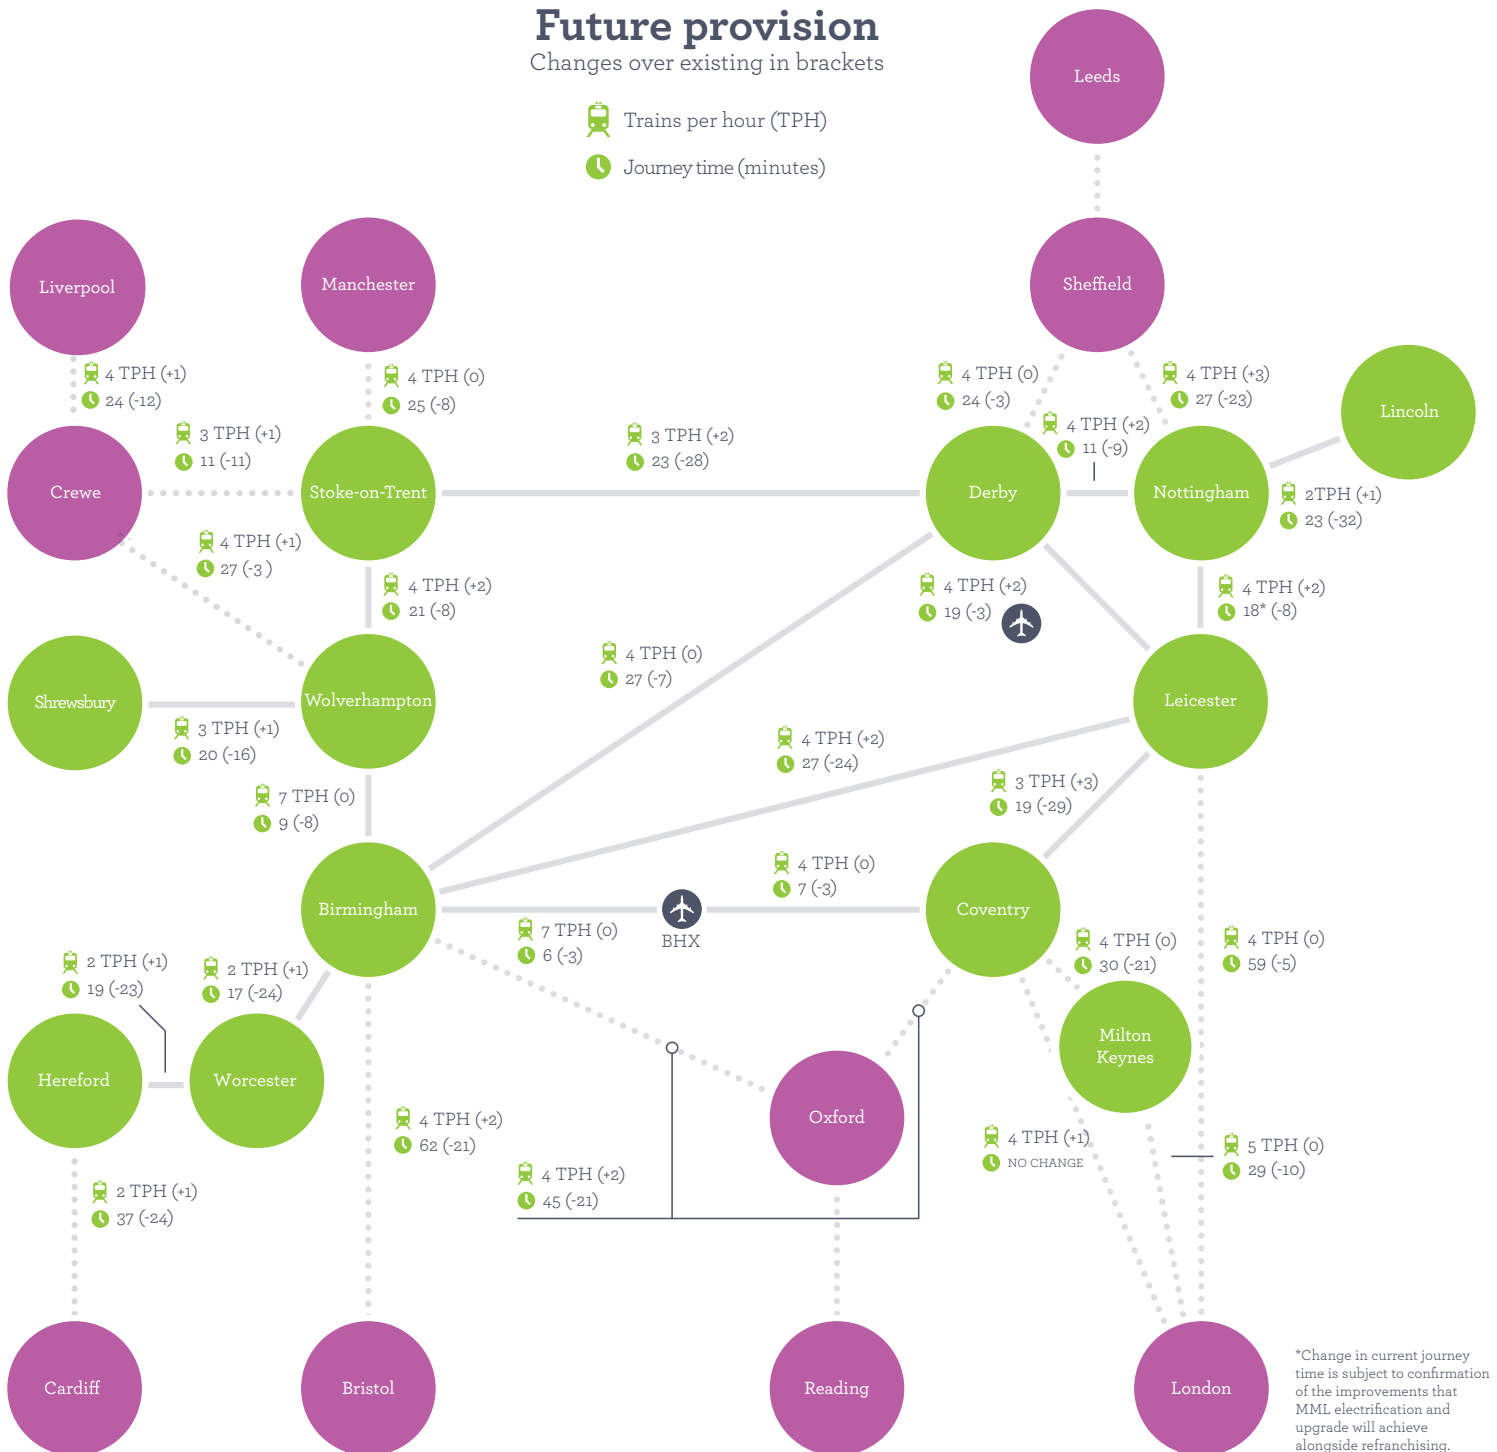 Future provision
Changes over existing in brackets
Trains per hour (TPH)
Journey time (minutes)
Leeds
Liverpool
Manchester
Sheffield
4 TPH (+1)
24 (-12)
4 TPH (0)
25 (-8)
4 TPH (0)
24 (-3)
4 TPH (+3)
27 (-23)
Lincoln
3 TPH (+1)
11 (-11)
3 TPH (+2)
23 (-28)
4 TPH (+2)
11 (-9)
Crewe
Stoke-on-Trent
Derby
Nottingham
2TPH (+1)
23 (-32)
4 TPH (+1)
27 (-3 )
4 TPH (+2)
21 (-8)
4 TPH (+2)
19 (-3)
4 TPH (+2)
18* (-8)
4 TPH (0)
27 (-7)
Shrewsbury
Wolverhampton
Leicester
3 TPH (+1)
20 (-16)
4 TPH (+2)
27 (-24)
7 TPH (0)
9 (-8)
3 TPH (+3)
19 (-29)
4 TPH (0)
7 (-3)
Birmingham
Coventry
7 TPH (0)
6 (-3)
BHX
4 TPH (0)
30 (-21)
4 TPH (0)
59 (-5)
2 TPH (+1)
19 (-23)
2 TPH (+1)
17 (-24)
Milton
Keynes
Hereford
Worcester
Oxford
4 TPH (+2)
62 (-21)
4 TPH (+1)
NO CHANGE
5 TPH (0)
29 (-10)
4 TPH (+2)
45 (-21)
2 TPH (+1)
37 (-24)
Cardiff
Bristol
Reading
London
*Change in current journey
time is subject to confirmation
of the improvements that
MML electrification and
upgrade will achieve
alongside refranchising.